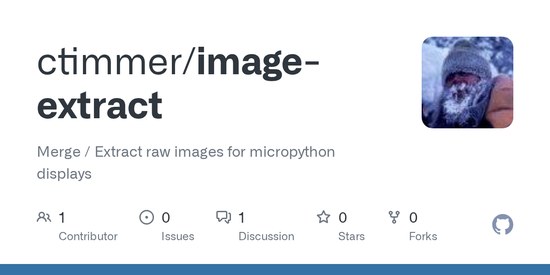 ctimmer/image-
extract
Merge / Extract raw images for micropython
displays
1 0 1 0 0
Contributor Issues Discussion Stars Forks